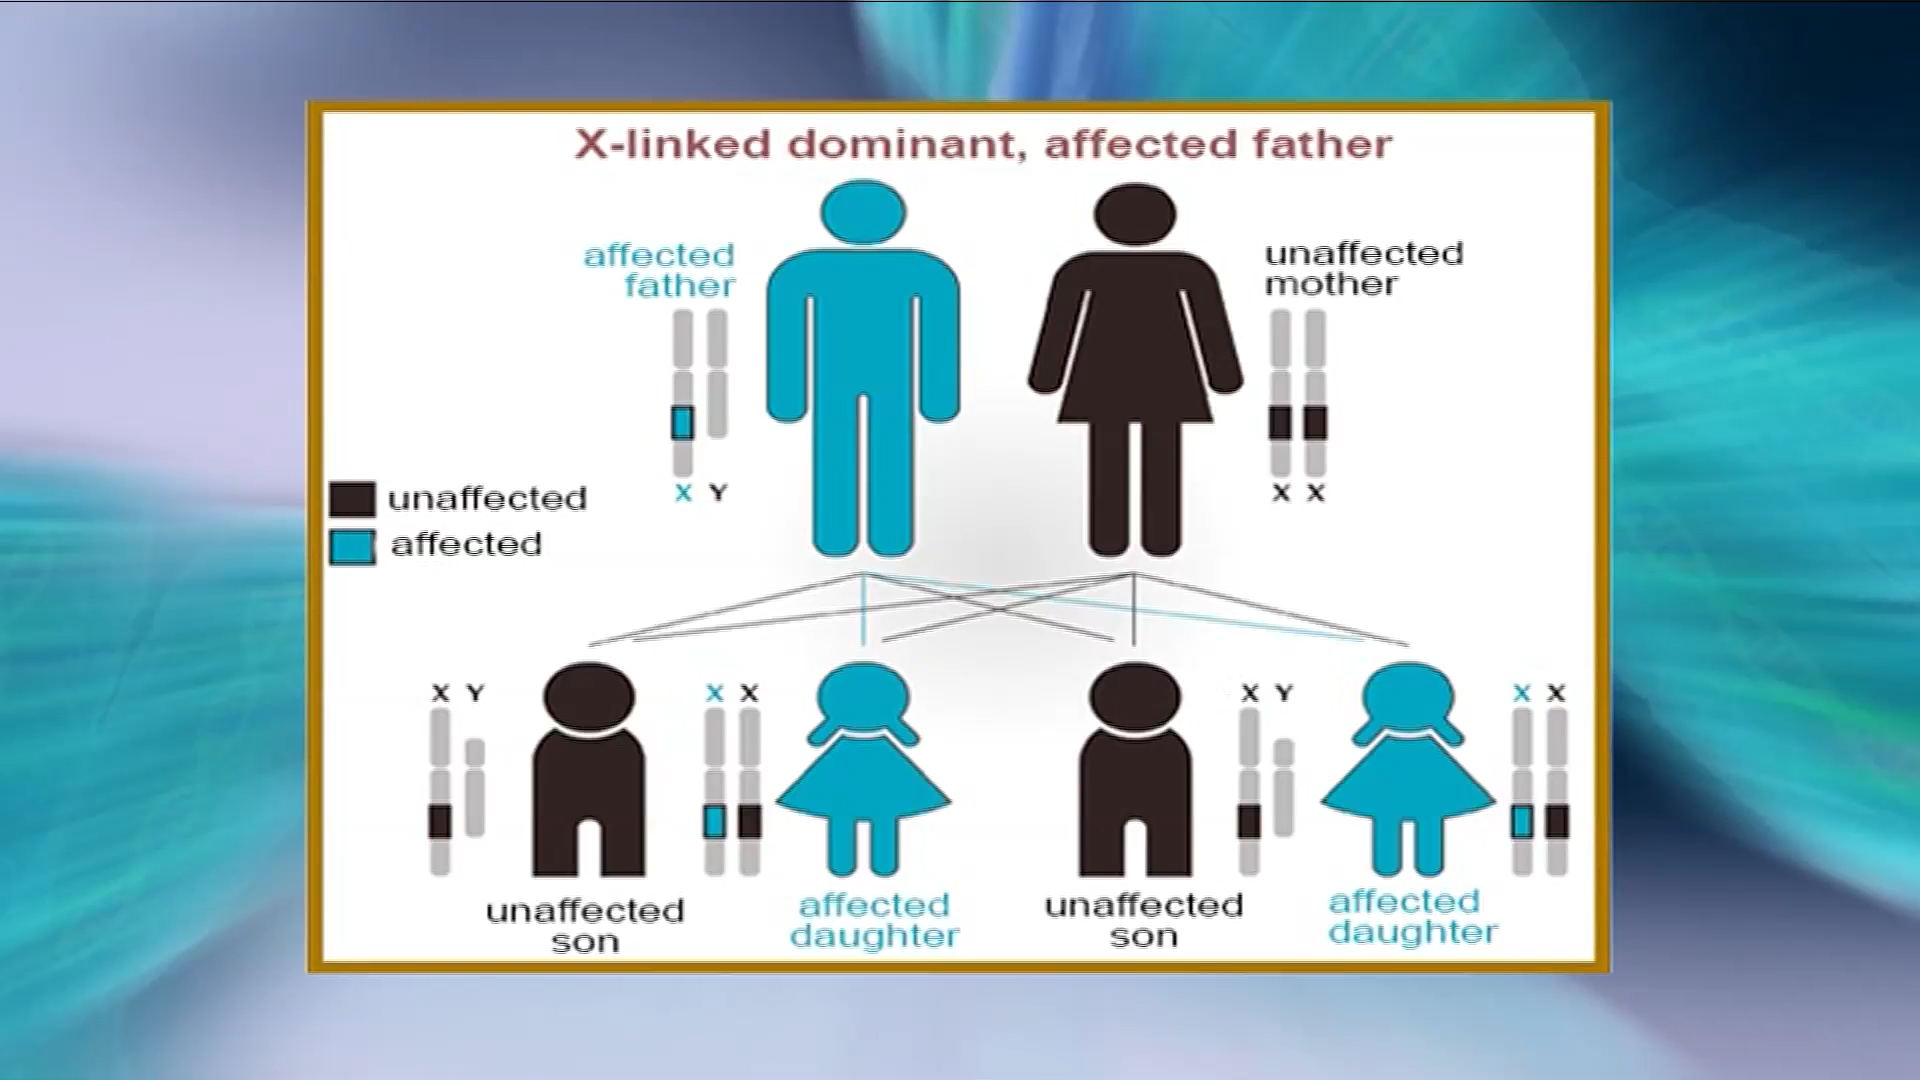 X-linked dominant, affected father
affected
father
unaffected
mother
X Y
X X
unaffected
affected
X Y
X X
X Y
X X
unaffected
son
affected
daughter
unaffected
son
affected
daughter